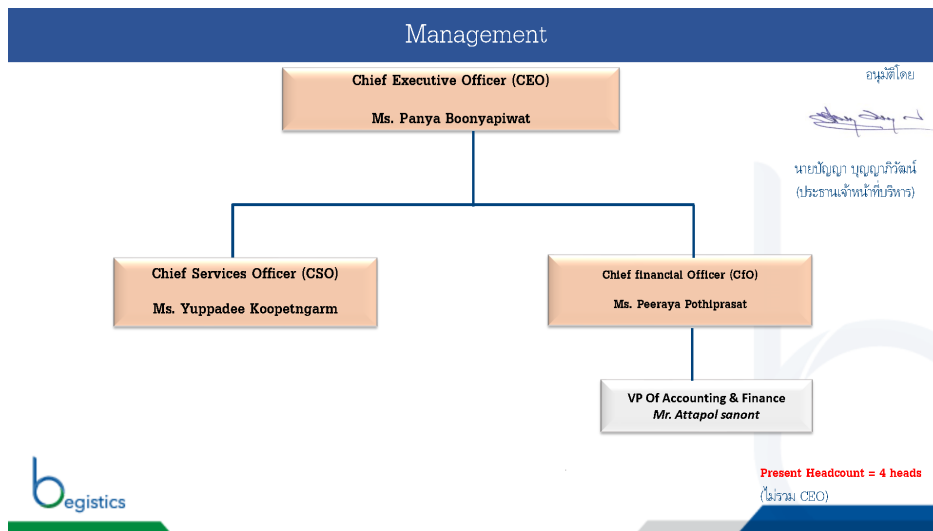 Management
Chief Executive Officer (CEO)
Ms. Panya Boonyapiwat
อนุมัติโดย
นายปัญญา บุญญาภิวัฒน์
(ประธานเจ้าหน้าที่บริหาร)
Chief Services Officer (CSO)
Ms. Yuppadee Koopetngarm
Chief financial Officer (CfO)
Ms. Peeraya Pothiprasat
VP Of Accounting & Finance
Mr. Attapol sanont
Present Headcount = 4 heads
(ไม่รวม CEO)
begistics